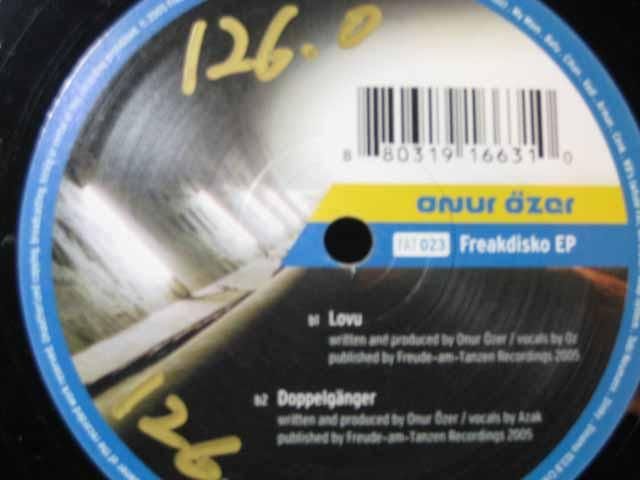 126.0
8 80319 16631 0
onur özer
FAT 023 Freakdisko EP
b1 Lovu
written and produced by Onur Özer / vocals by Oz
published by Freude-am-Tanzen Recordings 2005
b2 Doppelgänger
written and produced by Onur Özer / vocals by Azak
published by Freude-am-Tanzen Recordings 2005
126